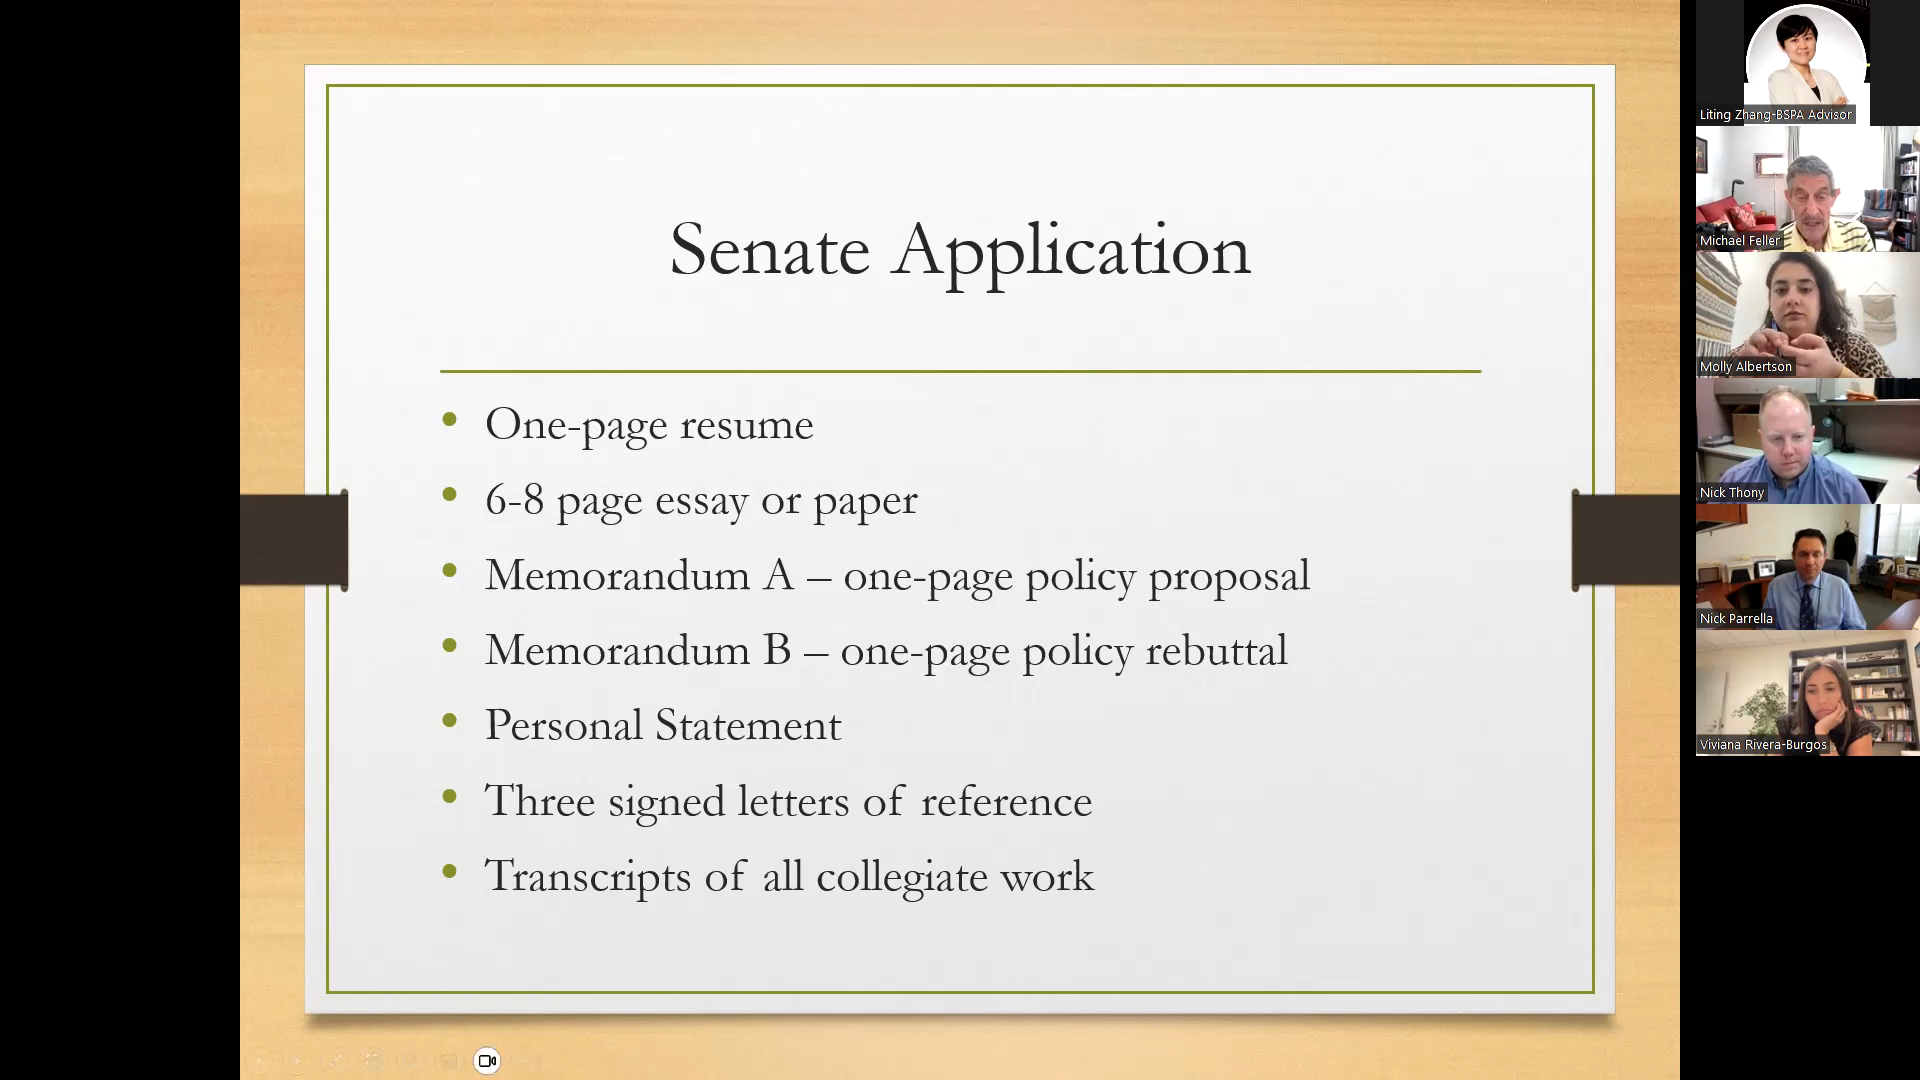 Senate Application
One-page resume
6-8 page essay or paper
Memorandum A – one-page policy proposal
Memorandum B – one-page policy rebuttal
Personal Statement
Three signed letters of reference
Transcripts of all collegiate work
Liting Zhang-BSPA Advisor
Michael Feller
Molly Albertson
Nick Thony
Nick Parrella
Viviana Rivera-Burgos